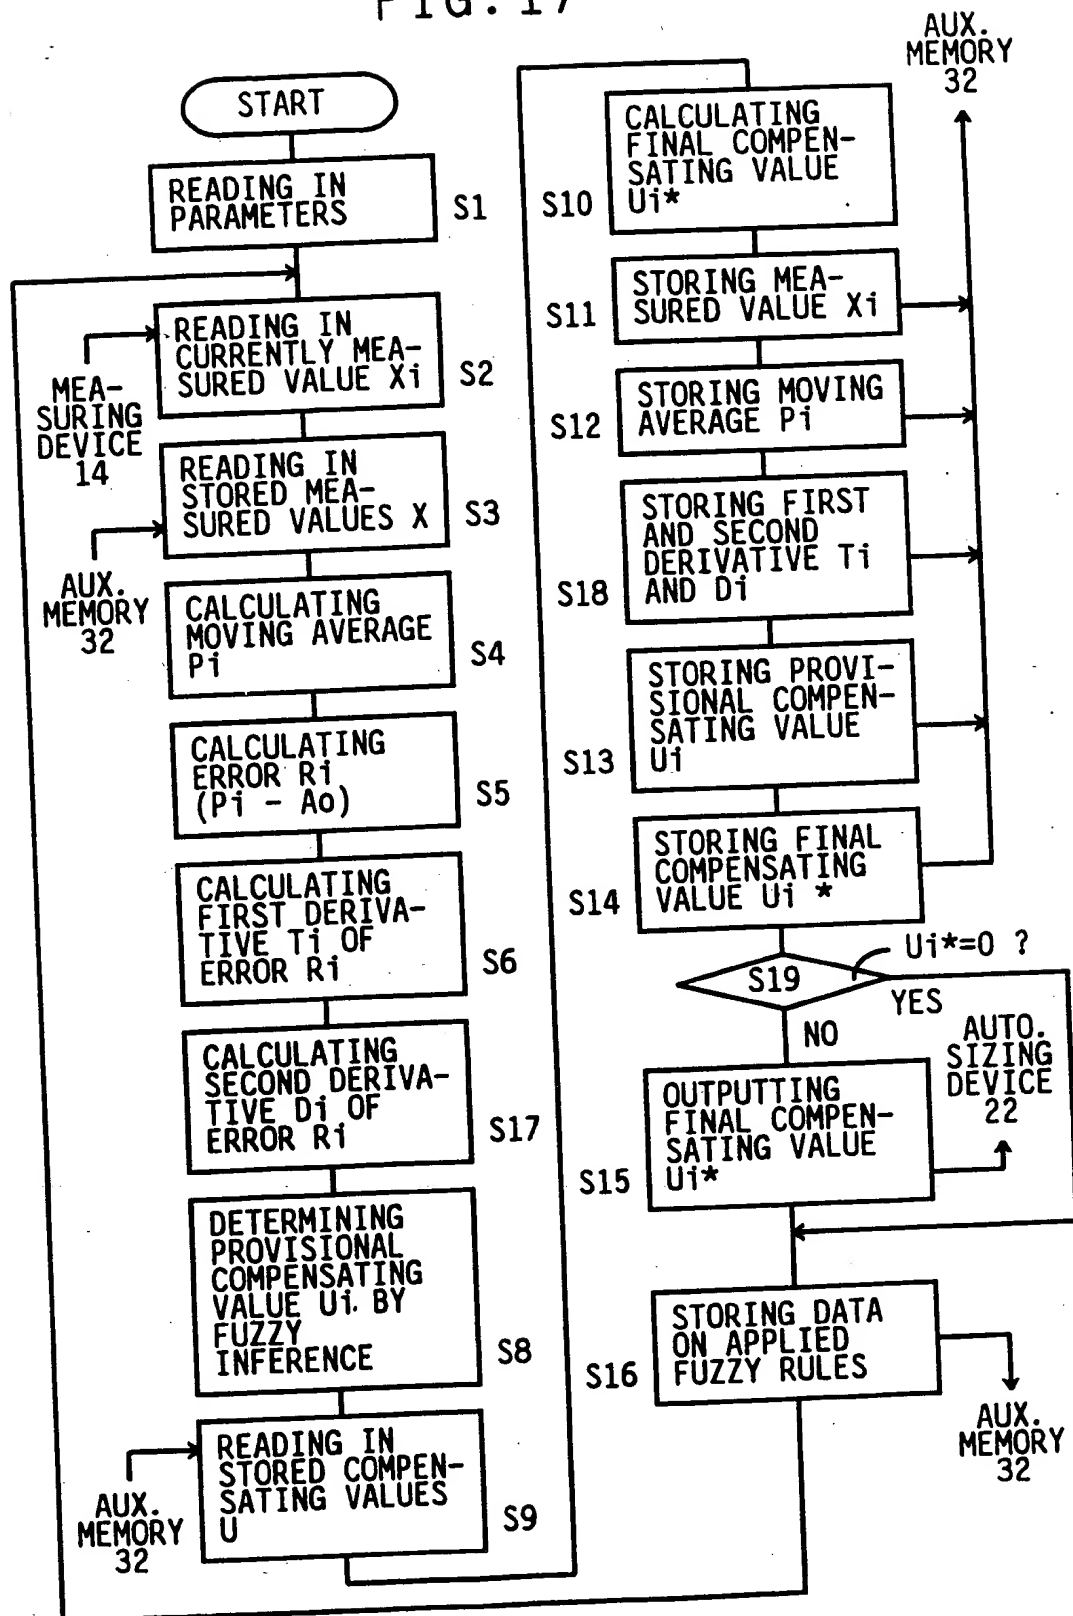 FIG.17
START
READING IN
PARAMETERS
S1
READING IN
CURRENTLY MEA-
SURED VALUE Xi
S2
MEA-
SURING
DEVICE
14
READING IN
STORED MEA-
SURED VALUES X
S3
AUX.
MEMORY
32
CALCULATING
MOVING AVERAGE
Pi
S4
CALCULATING
ERROR Ri
(Pi - Ao)
S5
CALCULATING
FIRST DERIVA-
TIVE Ti OF
ERROR Ri
S6
CALCULATING
SECOND DERIVA-
TIVE Di OF
ERROR Ri
S17
DETERMINING
PROVISIONAL
COMPENSATING
VALUE Ui BY
FUZZY
INFERENCE
S8
READING IN
STORED COMPEN-
SATING VALUES
U
S9
AUX.
MEMORY
32
AUX.
MEMORY
32
CALCULATING
FINAL COMPEN-
SATING VALUE
Ui*
S10
STORING MEA-
SURED VALUE Xi
S11
STORING MOVING
AVERAGE Pi
S12
STORING FIRST
AND SECOND
DERIVATIVE Ti
AND Di
S18
STORING PROVI-
SIONAL COMPEN-
SATING VALUE
Ui
S13
STORING FINAL
COMPENSATING
VALUE Ui *
S14
Ui*=0 ?
S19
YES
NO
AUTO.
SIZING
DEVICE
22
OUTPUTTING
FINAL COMPEN-
SATING VALUE
Ui*
S15
STORING DATA
ON APPLIED
FUZZY RULES
S16
AUX.
MEMORY
32